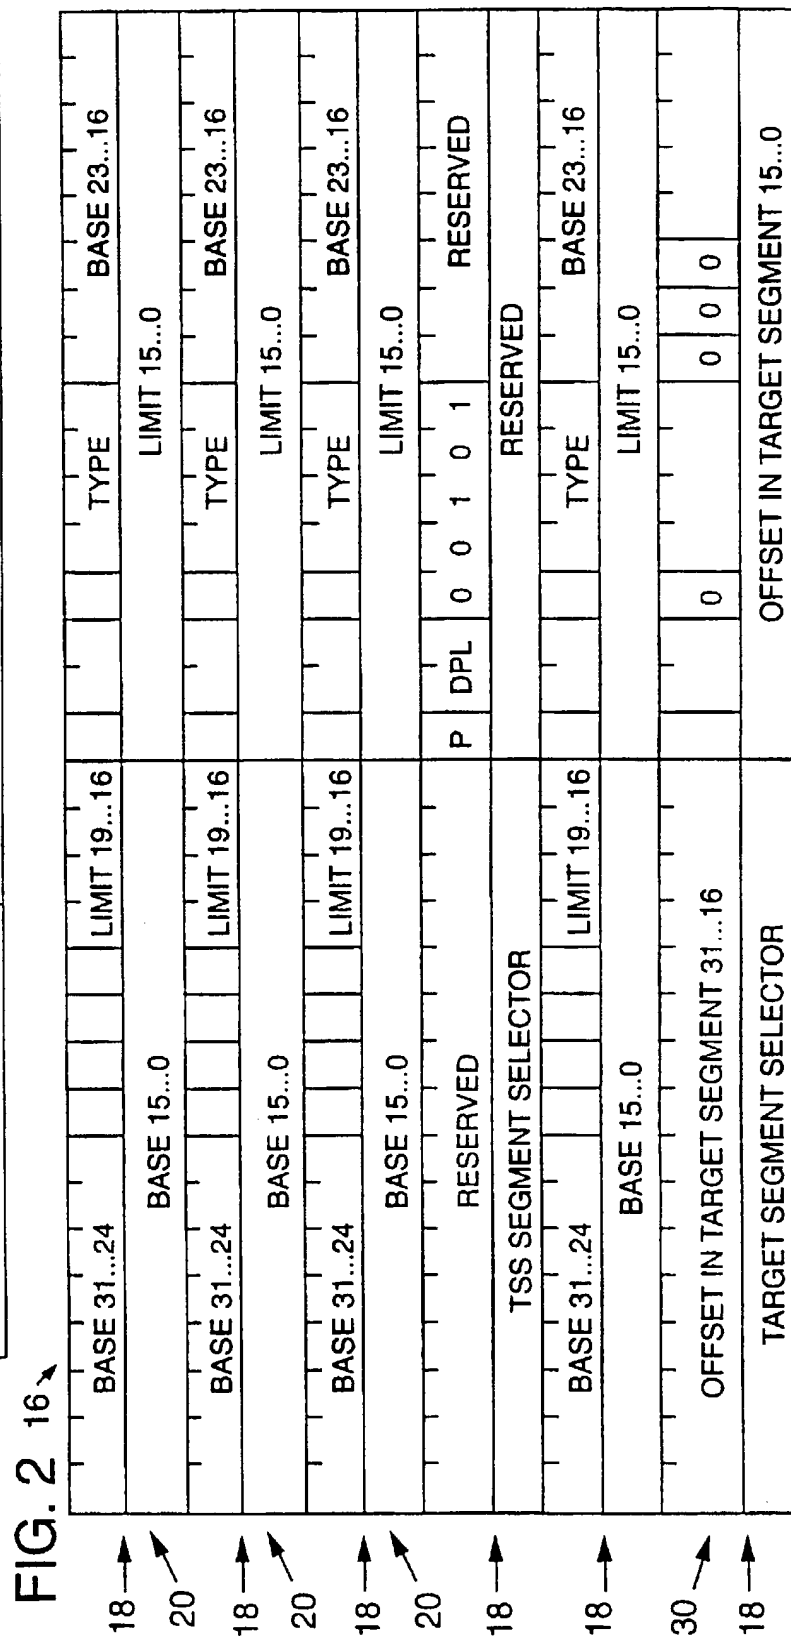 FIG. 2 16
BASE 31...24 LIMIT 19...16 TYPE BASE 23...16
18
BASE 15...0 LIMIT 15...0
20
BASE 31...24 LIMIT 19...16 TYPE BASE 23...16
18
BASE 15...0 LIMIT 15...0
20
BASE 31...24 LIMIT 19...16 TYPE BASE 23...16
18
BASE 15...0 LIMIT 15...0
20
RESERVED P DPL 0 0 1 0 1 RESERVED
18
TSS SEGMENT SELECTOR RESERVED
BASE 31...24 LIMIT 19...16 TYPE BASE 23...16
18
BASE 15...0 LIMIT 15...0
OFFSET IN TARGET SEGMENT 31...16 0 0 0 0
30
18
TARGET SEGMENT SELECTOR OFFSET IN TARGET SEGMENT 15...0